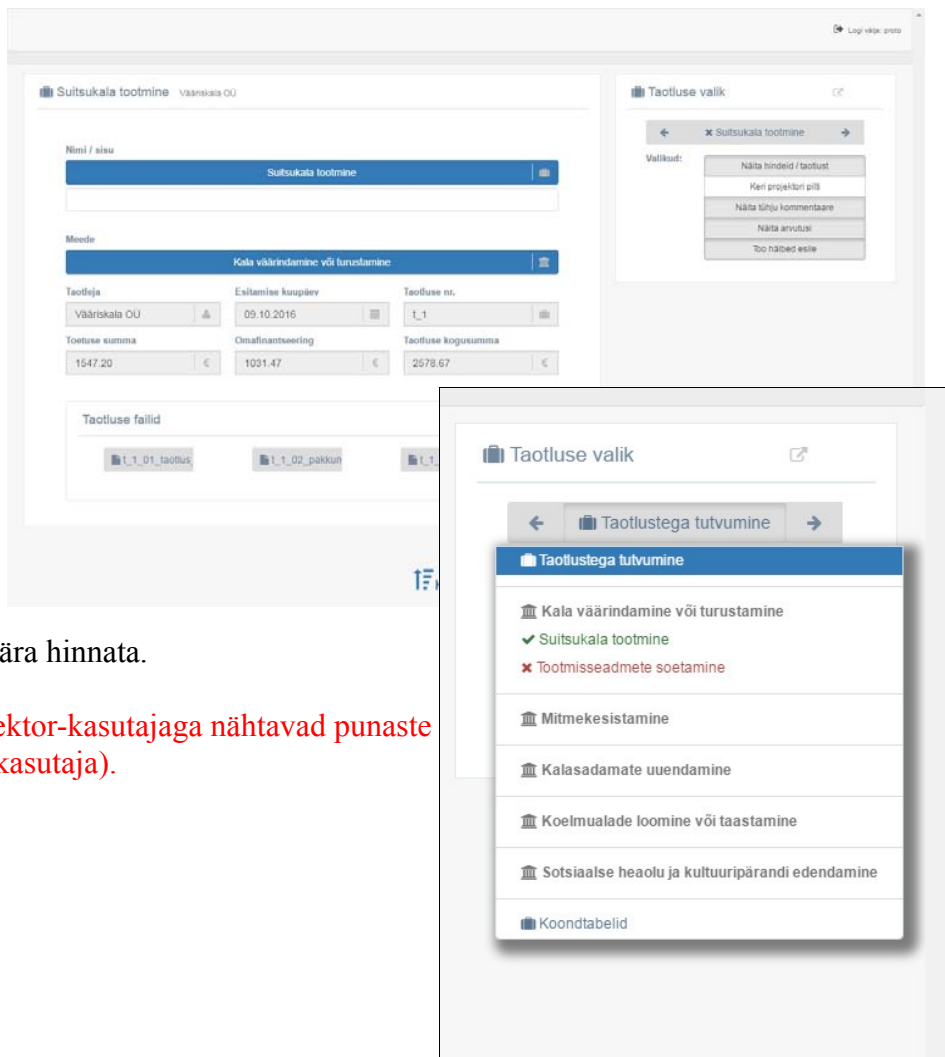 Logi välja: proto
Suitsukala tootmine Vääriskala OÜ
Nimi / sisu
Suitsukala tootmine
Meede
Kala väärindamine või turustamine
Taotleja Esitamise kuupäev Taotluse nr.
Vääriskala OÜ 09.10.2016 t_1
Toetuse summa Omafinantseering Taotluse kogusumma
1547.20 € 1031.47 € 2578.67 €
Taotluse failid
t_1_01_taotlus t_1_02_pakkun t_1_
Taotluse valik
Suitsukala tootmine
Valikud:
Näita hindeid / taotlust
Keri projektori pilti
Näita tühju kommentaare
Näita arvutusi
Too hälbed esile
Taotluse valik
Taotlustega tutvumine
Taotlustega tutvumine
Kala väärindamine või turustamine
Suitsukala tootmine
Tootmisseadmete soetamine
Mitmekesistamine
Kalasadamate uuendamine
Koelmualade loomine või taastamine
Sotsiaalse heaolu ja kultuuripärandi edendamine
Koondtabelid
ära hinnata.
ektor-kasutajaga nähtavad punaste
kasutaja).